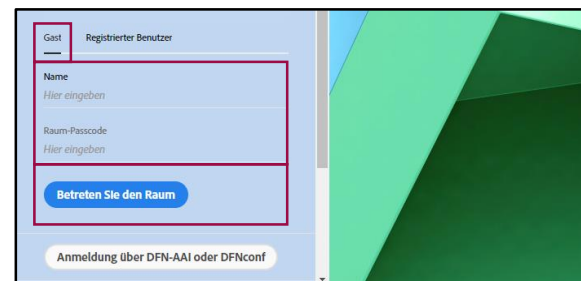 Gast Registrierter Benutzer
Name
Hier eingeben
Raum-Passcode
Hier eingeben
Betreten Sie den Raum
Anmeldung über DFN-AAI oder DFNconf